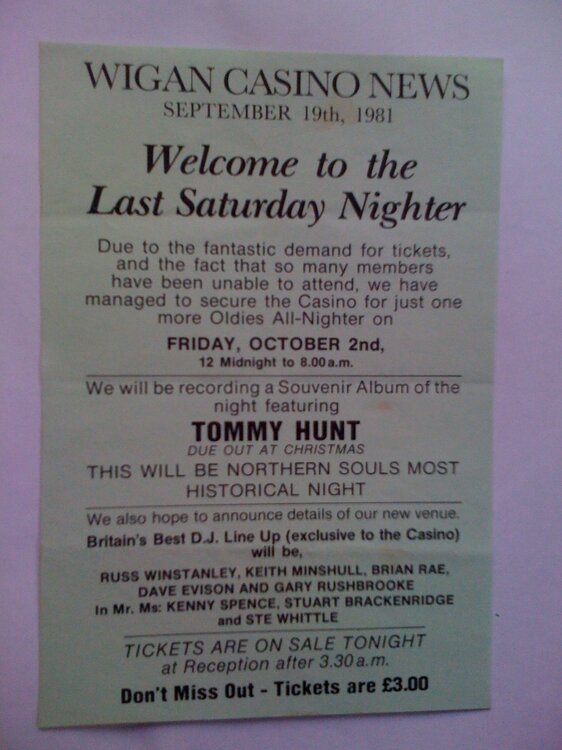 WIGAN CASINO NEWS
SEPTEMBER 19th, 1981
Welcome to the
Last Saturday Nighter
Due to the fantastic demand for tickets,
and the fact that so many members
have been unable to attend, we have
managed to secure the Casino for just one
more Oldies All-Nighter on
FRIDAY, OCTOBER 2nd,
12 Midnight to 8.00a.m.
We will be recording a Souvenir Album of the
night featuring
TOMMY HUNT
DUE OUT AT CHRISTMAS
THIS WILL BE NORTHERN SOULS MOST
HISTORICAL NIGHT
We also hope to announce details of our new venue.
Britain's Best D.J. Line Up (exclusive to the Casino)
will be,
RUSS WINSTANLEY, KEITH MINSHULL, BRIAN RAE,
DAVE EVISON AND GARY RUSHBROOKE
In Mr. Ms: KENNY SPENCE, STUART BRACKENRIDGE
and STE WHITTLE
TICKETS ARE ON SALE TONIGHT
at Reception after 3.30a.m.
Don't Miss Out - Tickets are £3.00